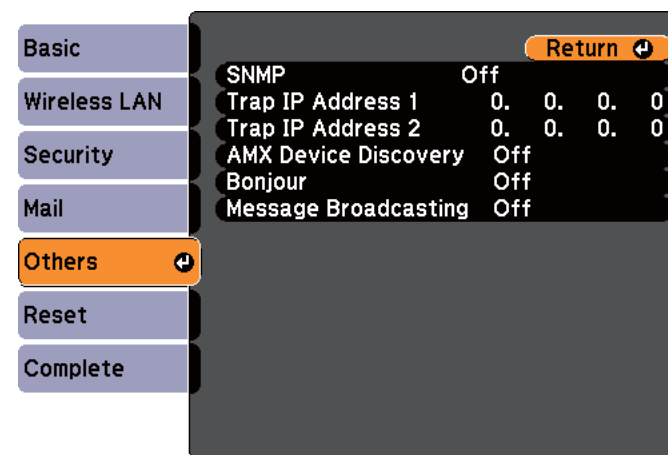 Basic
Wireless LAN
Security
Mail
Others
Reset
Complete
Return
SNMP Off
Trap IP Address 1 0. 0. 0. 0
Trap IP Address 2 0. 0. 0. 0
AMX Device Discovery Off
Bonjour Off
Message Broadcasting Off